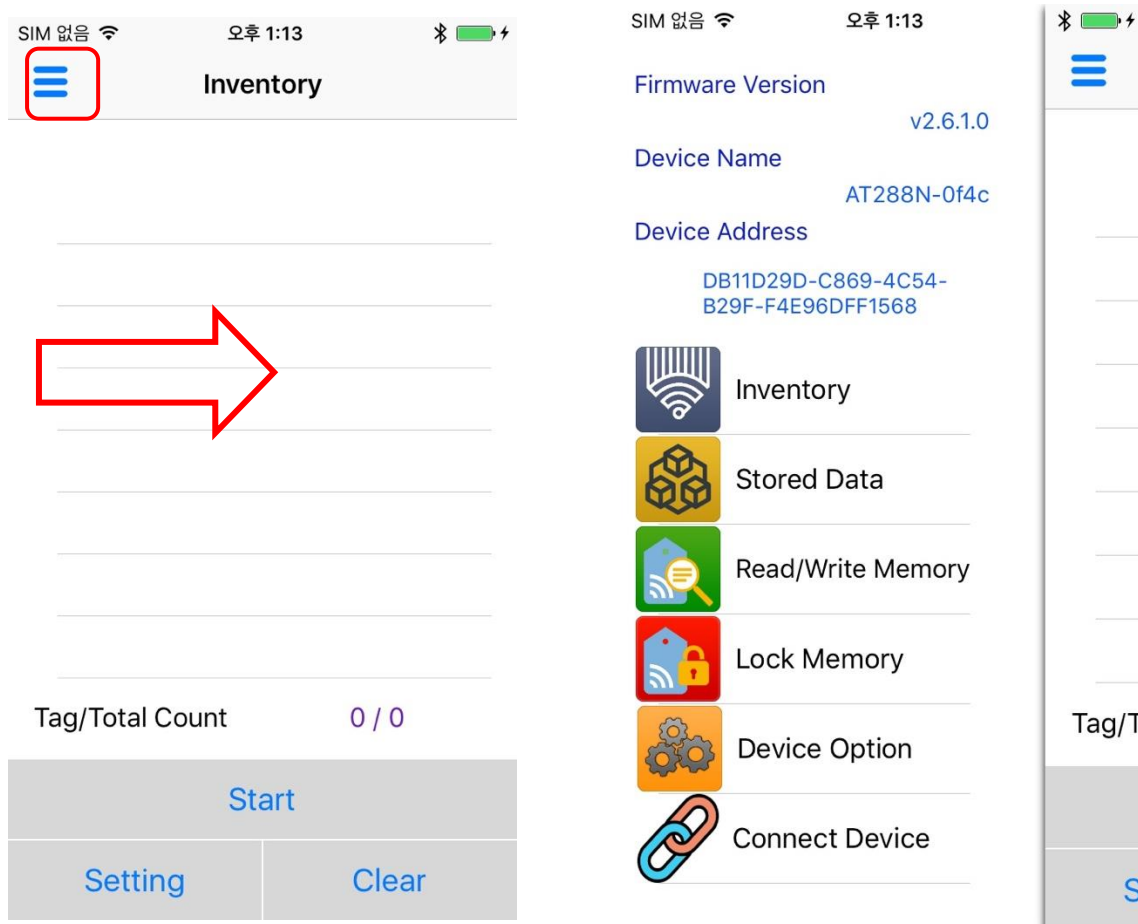 SIM 없음 오후 1:13
Inventory
Tag/Total Count 0 / 0
Start
Setting Clear
SIM 없음 오후 1:13
Firmware Version
v2.6.1.0
Device Name
AT288N-0f4c
Device Address
DB11D29D-C869-4C54-
B29F-F4E96DFF1568
Inventory
Stored Data
Read/Write Memory
Lock Memory
Device Option
Connect Device
Tag/T
S